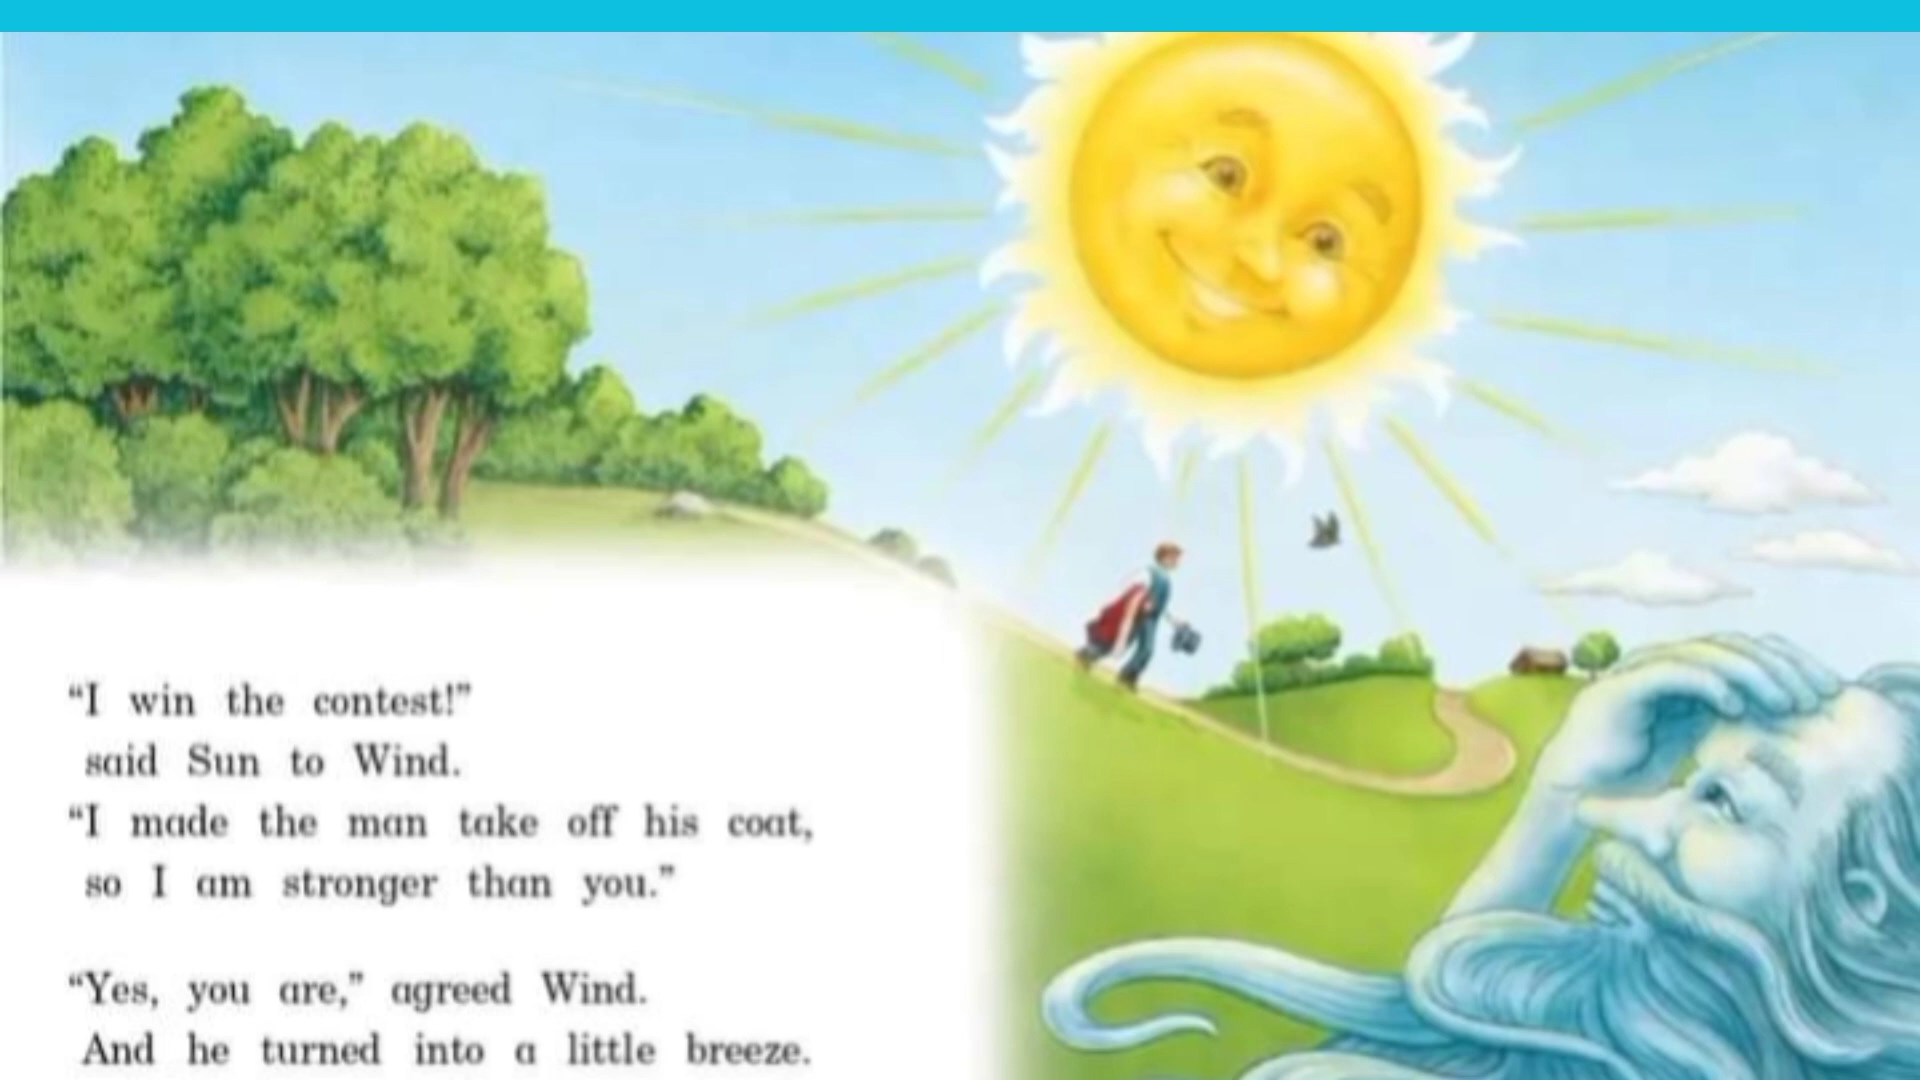 “I win the contest!”
said Sun to Wind.
“I made the man take off his coat,
so I am stronger than you.”
“Yes, you are,” agreed Wind.
And he turned into a little breeze.